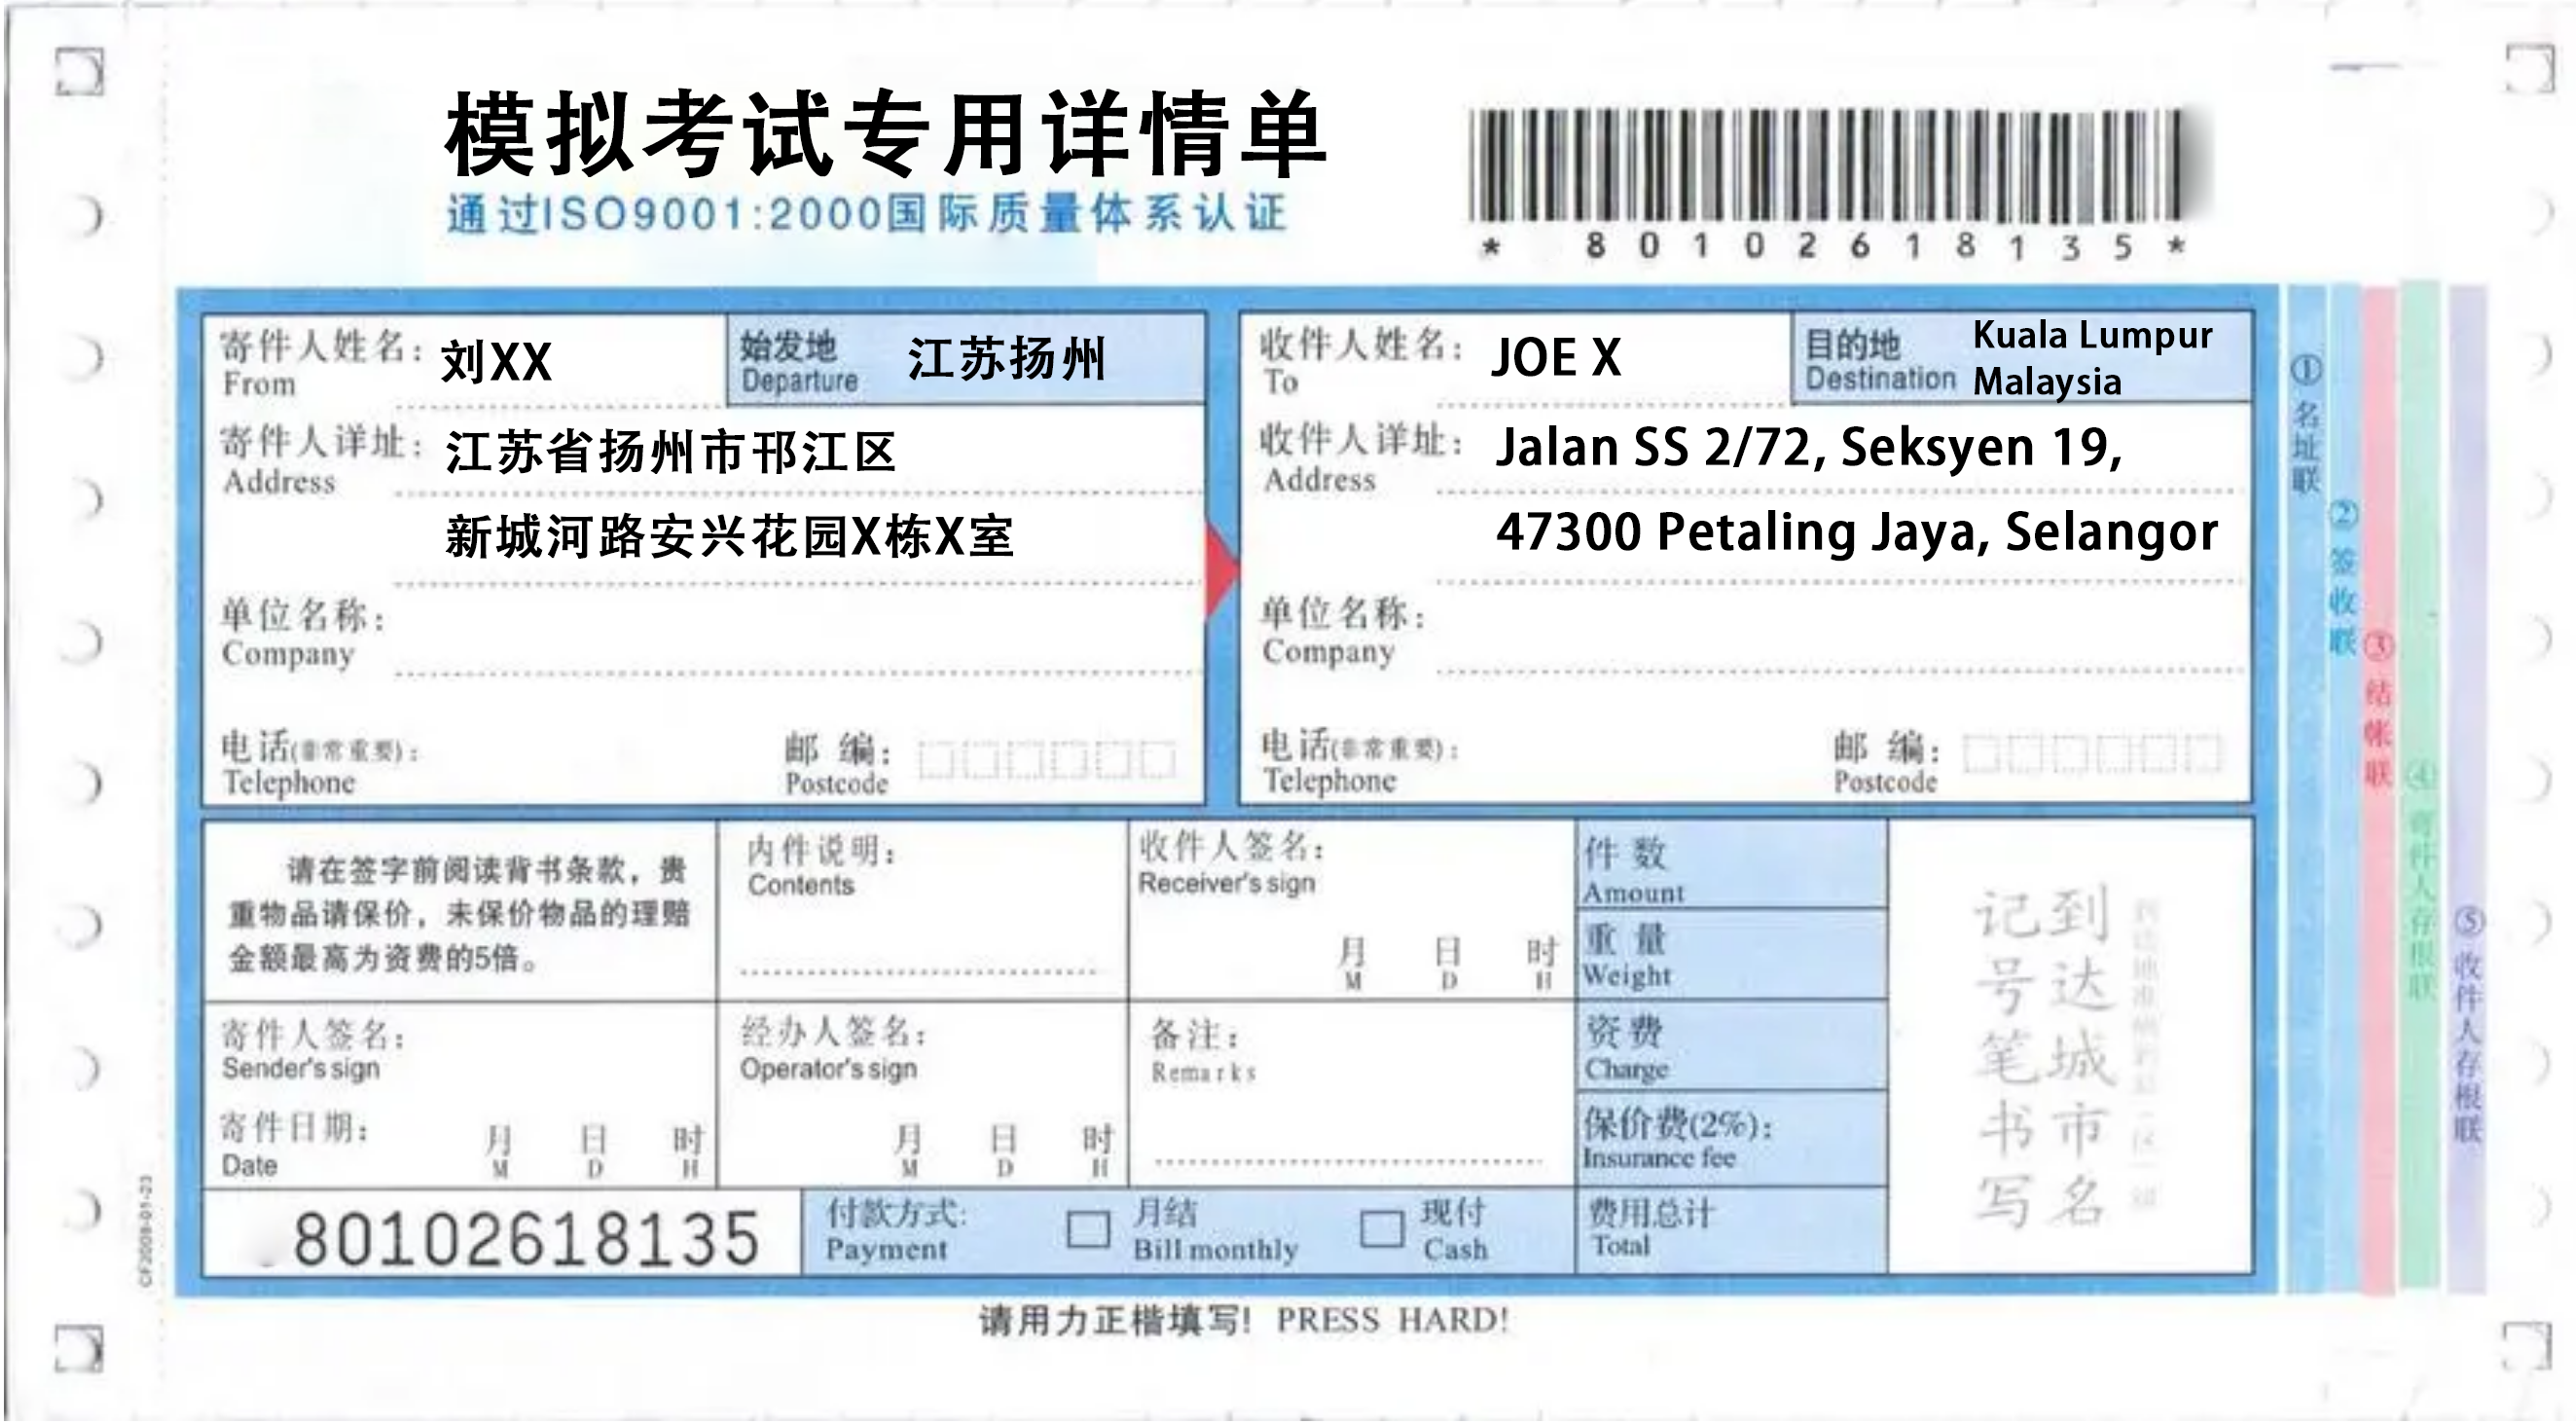 模拟考试专用详情单
通过ISO9001:2000国际质量体系认证
* 80102618135*
寄件人姓名: 刘XX
From
始发地 江苏扬州
Departure
寄件人详址: 江苏省扬州市邗江区
Address
新城河路安兴花园X栋X室
单位名称:
Company
电话(非常重要):
Telephone
邮 编:
Postcode
收件人姓名: JOE X
To
目的地 Kuala Lumpur
Destination Malaysia
收件人详址: Jalan SS 2/72, Seksyen 19,
Address
47300 Petaling Jaya, Selangor
单位名称:
Company
电话(非常重要):
Telephone
邮 编:
Postcode
请在签字前阅读背书条款，贵
重物品请保价，未保价物品的理赔
金额最高为资费的5倍。
内件说明:
Contents
收件人签名:
Receiver's sign
月 日 时
M D H
件数
Amount
重量
Weight
资费
Charge
保价费(2%):
Insurance fee
费用总计
Total
寄件人签名:
Sender's sign
寄件日期: 月 日 时
Date M D H
经办人签名:
Operator's sign
月 日 时
M D H
备注:
Remarks
到达城市名
记号笔书写
80102618135
付款方式:
Payment
月结
Bill monthly
现付
Cash
请用力正楷填写! PRESS HARD!
①名址联
②签收联
③结帐联
④寄件人存根联
⑤收件人存根联
CF2009-01-23